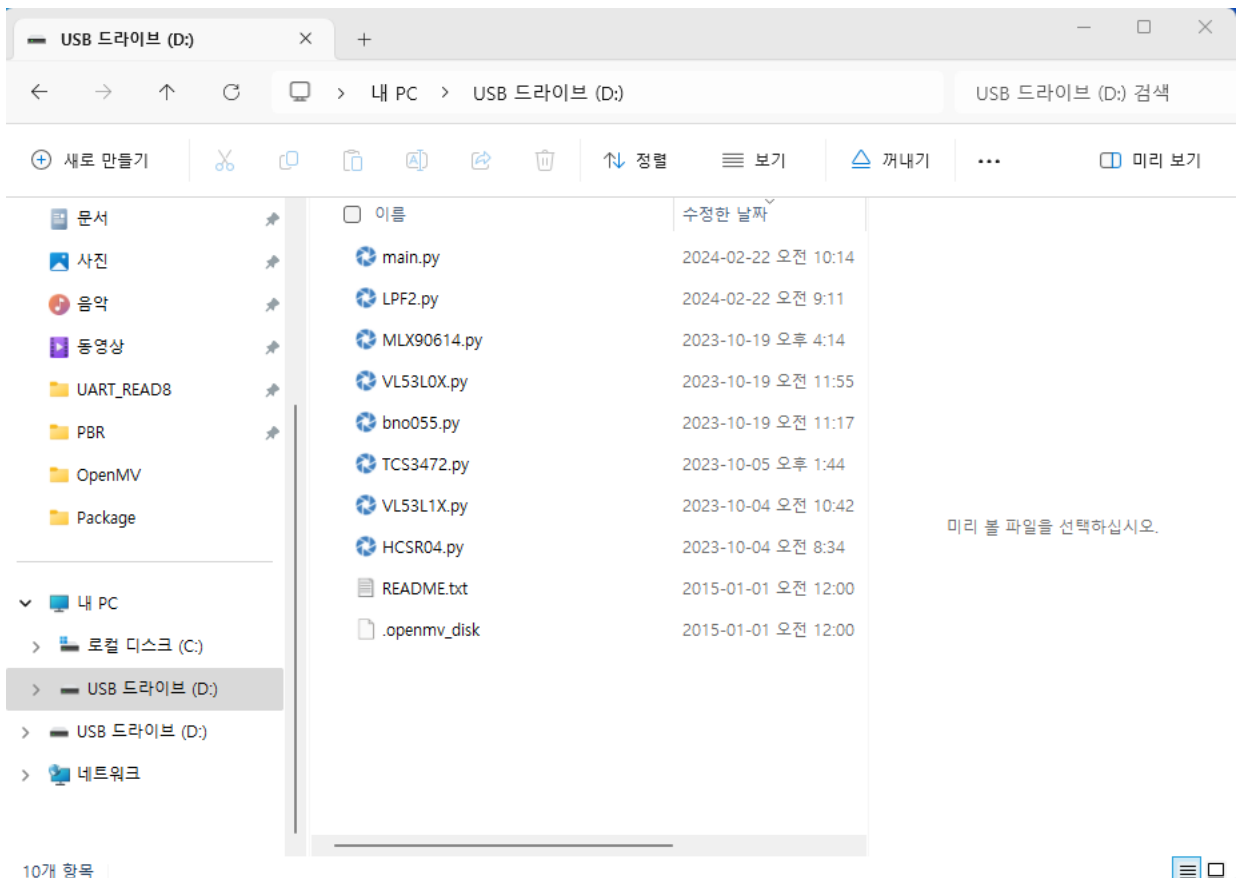 USB 드라이브 (D:)
내 PC > USB 드라이브 (D:)
USB 드라이브 (D:) 검색
새로 만들기
정렬
보기
꺼내기
미리 보기
문서
사진
음악
동영상
UART_READ8
PBR
OpenMV
Package
내 PC
로컬 디스크 (C:)
USB 드라이브 (D:)
USB 드라이브 (D:)
네트워크
이름 수정한 날짜
main.py 2024-02-22 오전 10:14
LPF2.py 2024-02-22 오전 9:11
MLX90614.py 2023-10-19 오후 4:14
VL53L0X.py 2023-10-19 오전 11:55
bno055.py 2023-10-19 오전 11:17
TCS3472.py 2023-10-05 오후 1:44
VL53L1X.py 2023-10-04 오전 10:42
HCSR04.py 2023-10-04 오전 8:34
README.txt 2015-01-01 오전 12:00
.openmv_disk 2015-01-01 오전 12:00
미리 볼 파일을 선택하십시오.
10개 항목